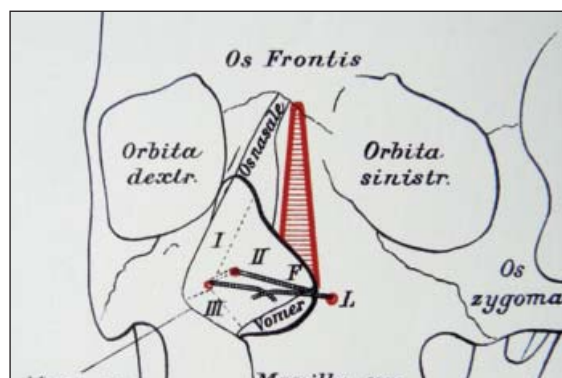 Os Frontis
Orbita
dextr.
Os nasale
Orbita
sinistr.
I
II
F
III
L
Vomer
Os
zygoma